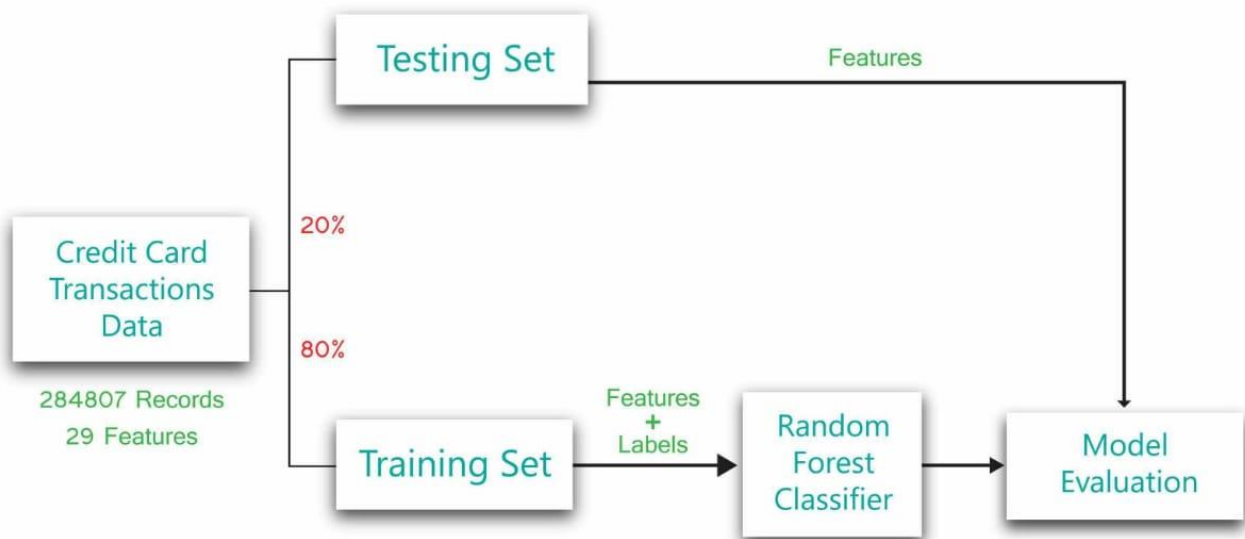 Testing Set
Features
20%
Credit Card
Transactions
Data
80%
284807 Records
29 Features
Training Set
Features
+
Labels
Random
Forest
Classifier
Model
Evaluation